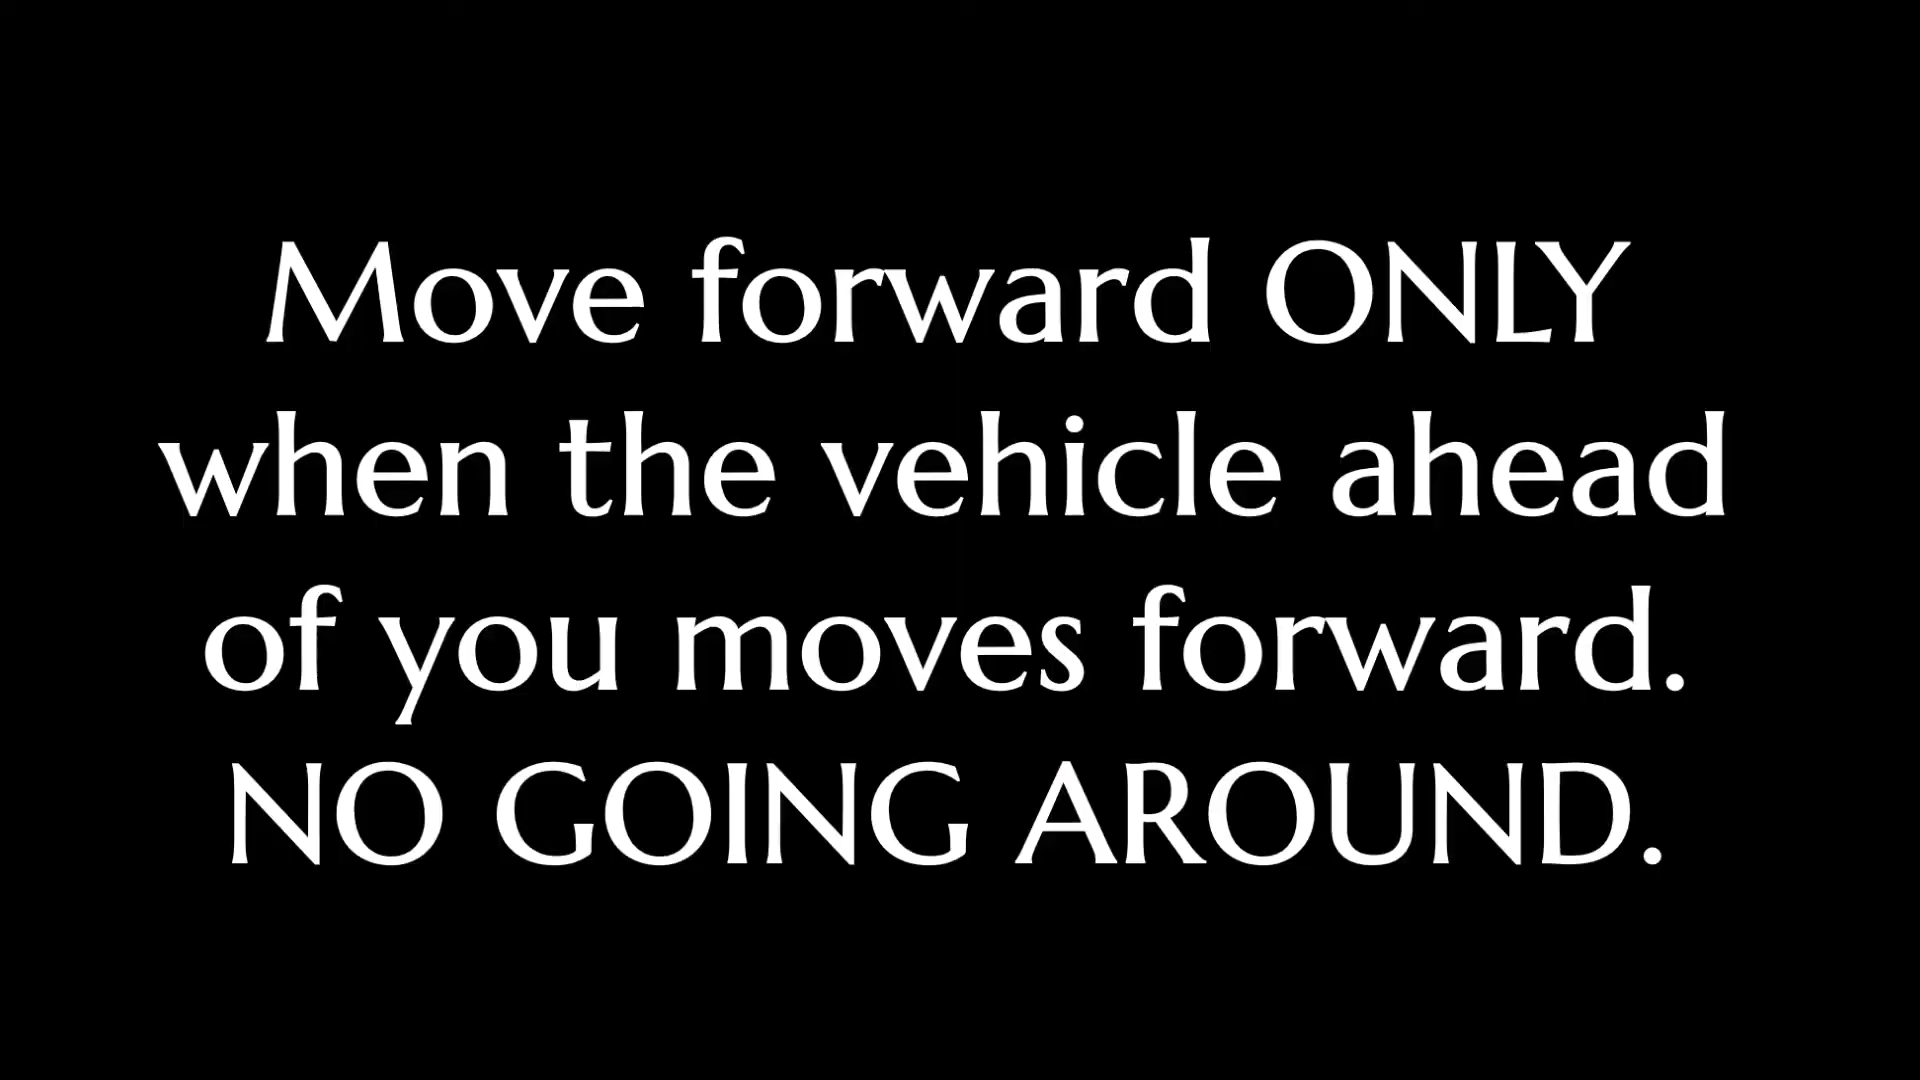 Move forward ONLY
when the vehicle ahead
of you moves forward.
NO GOING AROUND.